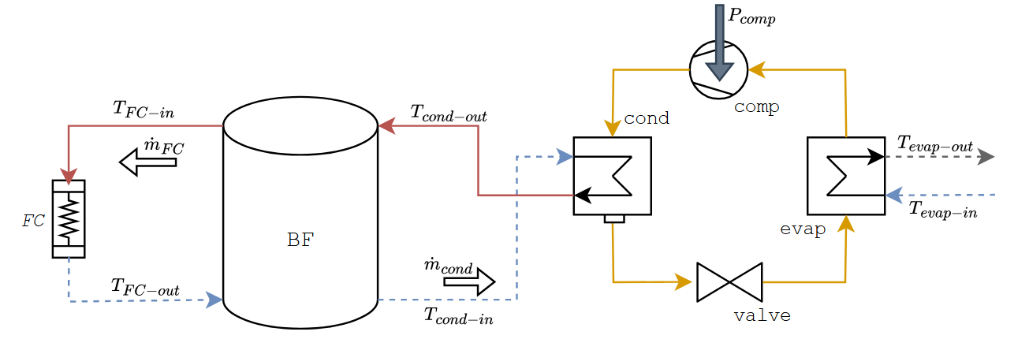 P_comp
comp
cond
T_FC−in
ṁ_FC
T_cond−out
T_evap−out
T_evap−in
evap
FC
BF
T_FC−out
ṁ_cond
T_cond−in
valve